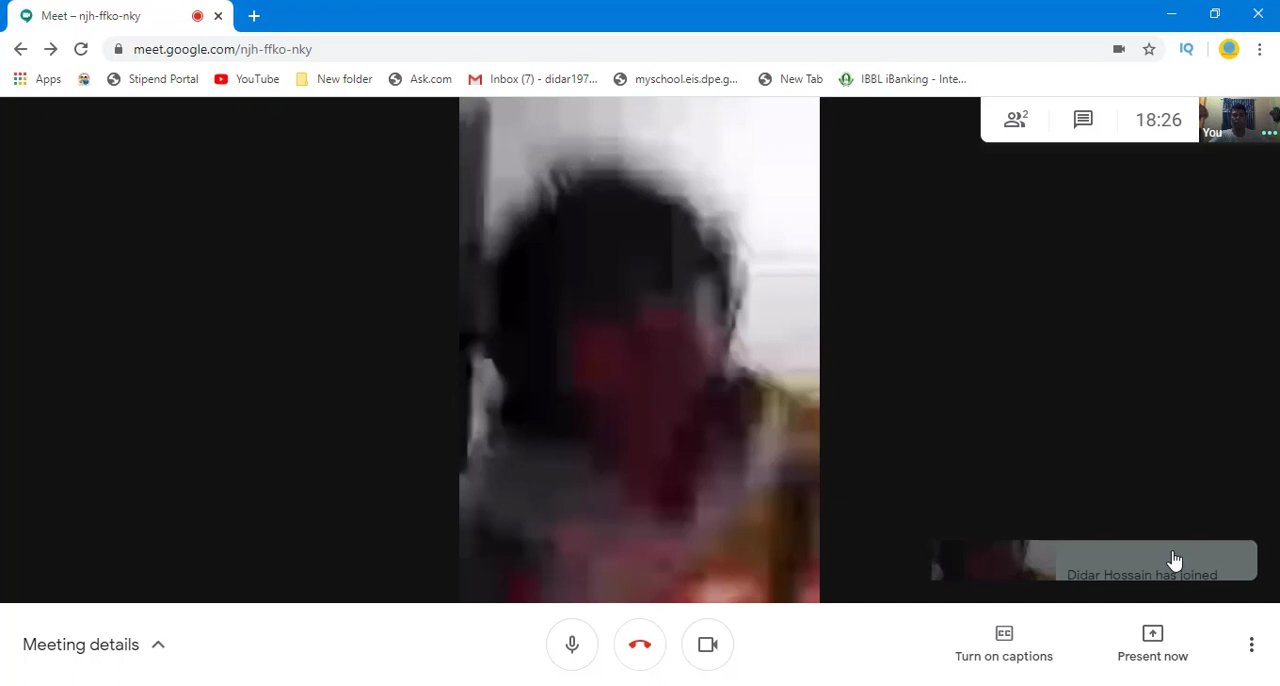 Meet – njh-ffko-nky
meet.google.com/njh-ffko-nky
IQ
Apps Stipend Portal YouTube New folder Ask.com Inbox (7) - didar197... myschool.eis.dpe.g... New Tab IBBL iBanking - Inte...
2 18:26 You
Didar Hossain has joined
Meeting details
CC
Turn on captions
Present now